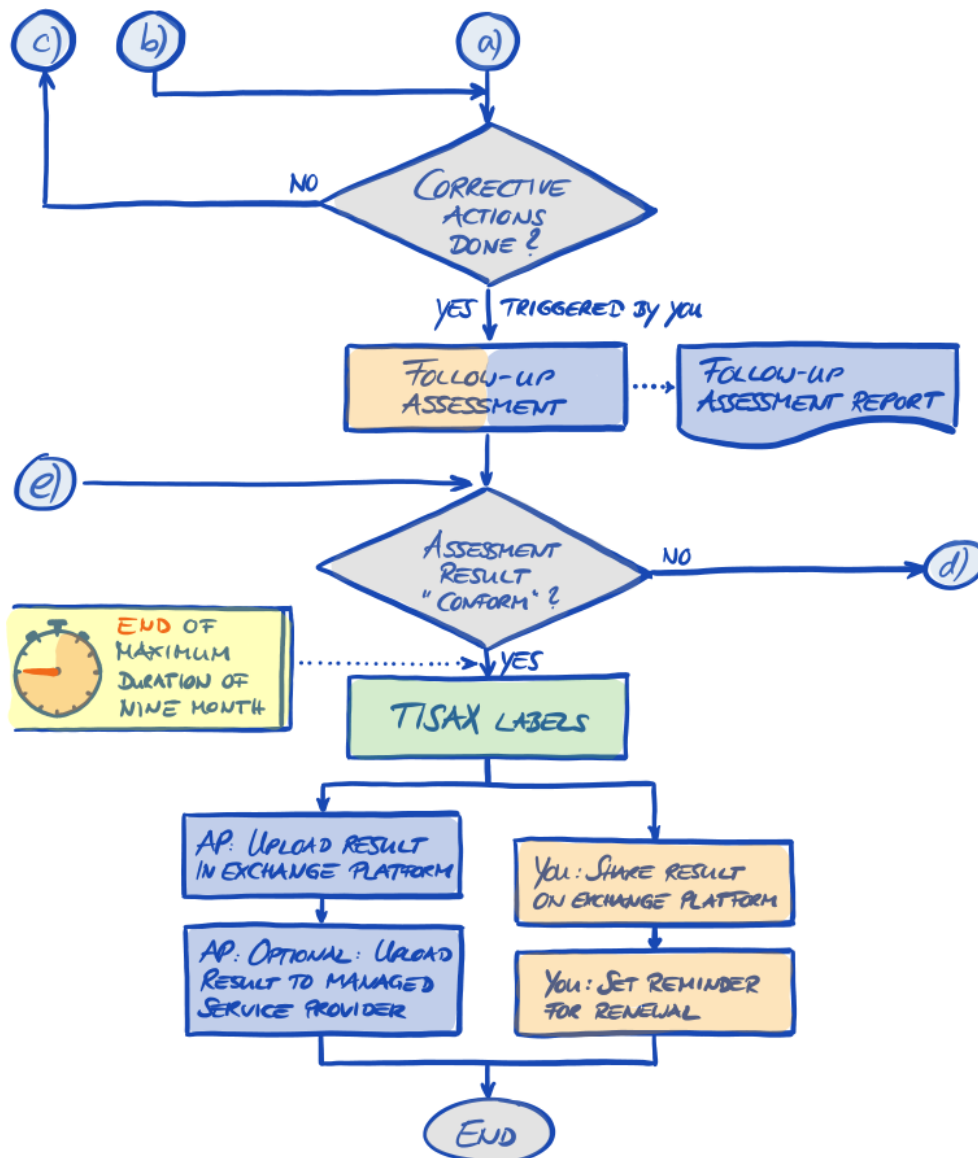 c)
b)
a)
NO
CORRECTIVE
ACTIONS
DONE?
YES
TRIGGERED BY YOU
FOLLOW-UP
ASSESSMENT
FOLLOW-UP
ASSESSMENT REPORT
e)
ASSESSMENT
RESULT
"CONFORM"?
NO
d)
END OF
MAXIMUM
DURATION OF
NINE MONTH
YES
TISAX LABELS
AP: UPLOAD RESULT
IN EXCHANGE PLATFORM
YOU: SHARE RESULT
ON EXCHANGE PLATFORM
AP: OPTIONAL: UPLOAD
RESULT TO MANAGED
SERVICE PROVIDER
YOU: SET REMINDER
FOR RENEWAL
END